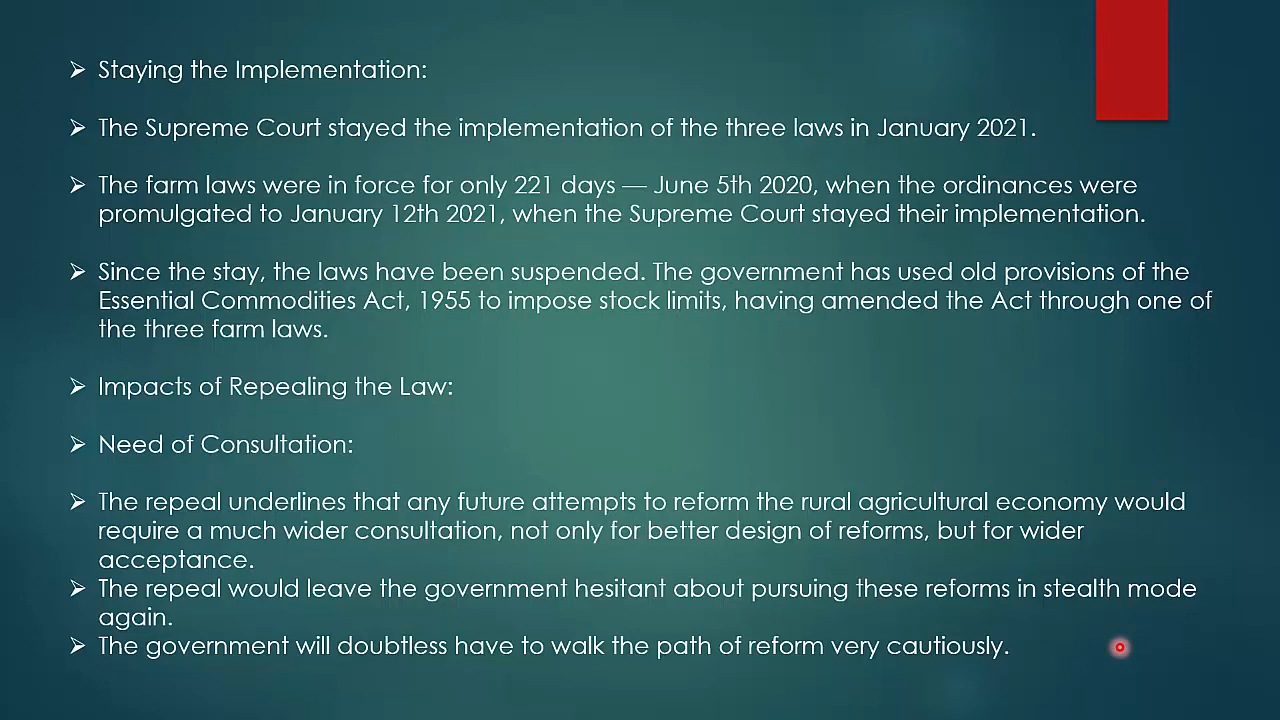 ➢ Staying the Implementation:
➢ The Supreme Court stayed the implementation of the three laws in January 2021.
➢ The farm laws were in force for only 221 days — June 5th 2020, when the ordinances were
promulgated to January 12th 2021, when the Supreme Court stayed their implementation.
➢ Since the stay, the laws have been suspended. The government has used old provisions of the
Essential Commodities Act, 1955 to impose stock limits, having amended the Act through one of
the three farm laws.
➢ Impacts of Repealing the Law:
➢ Need of Consultation:
➢ The repeal underlines that any future attempts to reform the rural agricultural economy would
require a much wider consultation, not only for better design of reforms, but for wider
acceptance.
➢ The repeal would leave the government hesitant about pursuing these reforms in stealth mode
again.
➢ The government will doubtless have to walk the path of reform very cautiously.